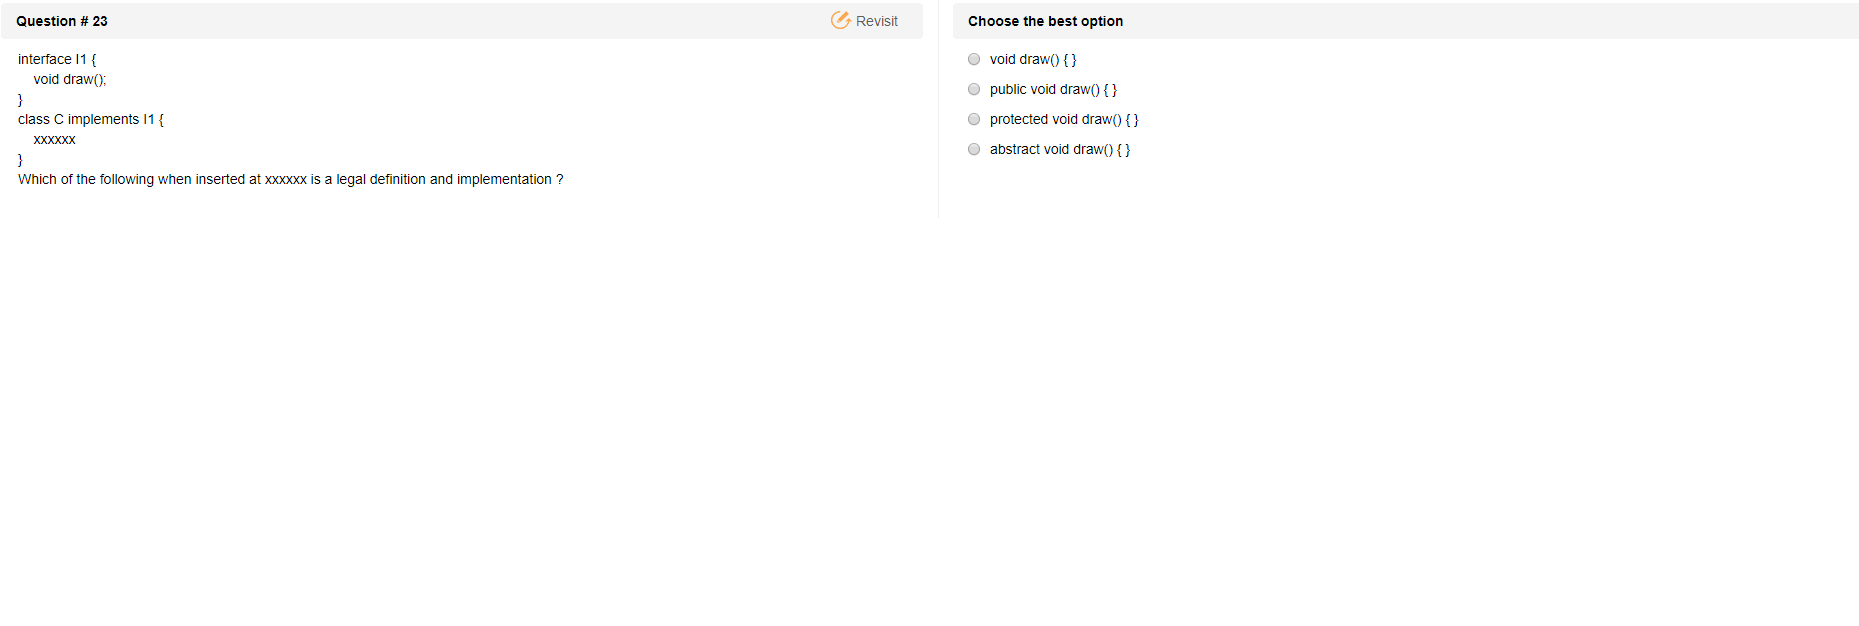 Question # 23
Revisit
interface I1 {
void draw();
}
class C implements I1 {
xxxxxx
}
Which of the following when inserted at xxxxxx is a legal definition and implementation ?
Choose the best option
void draw() { }
public void draw() { }
protected void draw() { }
abstract void draw() { }